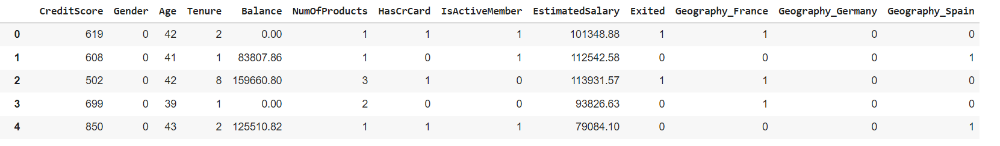 CreditScore Gender Age Tenure Balance NumOfProducts HasCrCard IsActiveMember EstimatedSalary Exited Geography_France Geography_Germany Geography_Spain
0 619 0 42 2 0.00 1 1 1 101348.88 1 1 0 0
1 608 0 41 1 83807.86 1 0 1 112542.58 0 0 0 1
2 502 0 42 8 159660.80 3 1 0 113931.57 1 1 0 0
3 699 0 39 1 0.00 2 0 0 93826.63 0 1 0 0
4 850 0 43 2 125510.82 1 1 1 79084.10 0 0 0 1